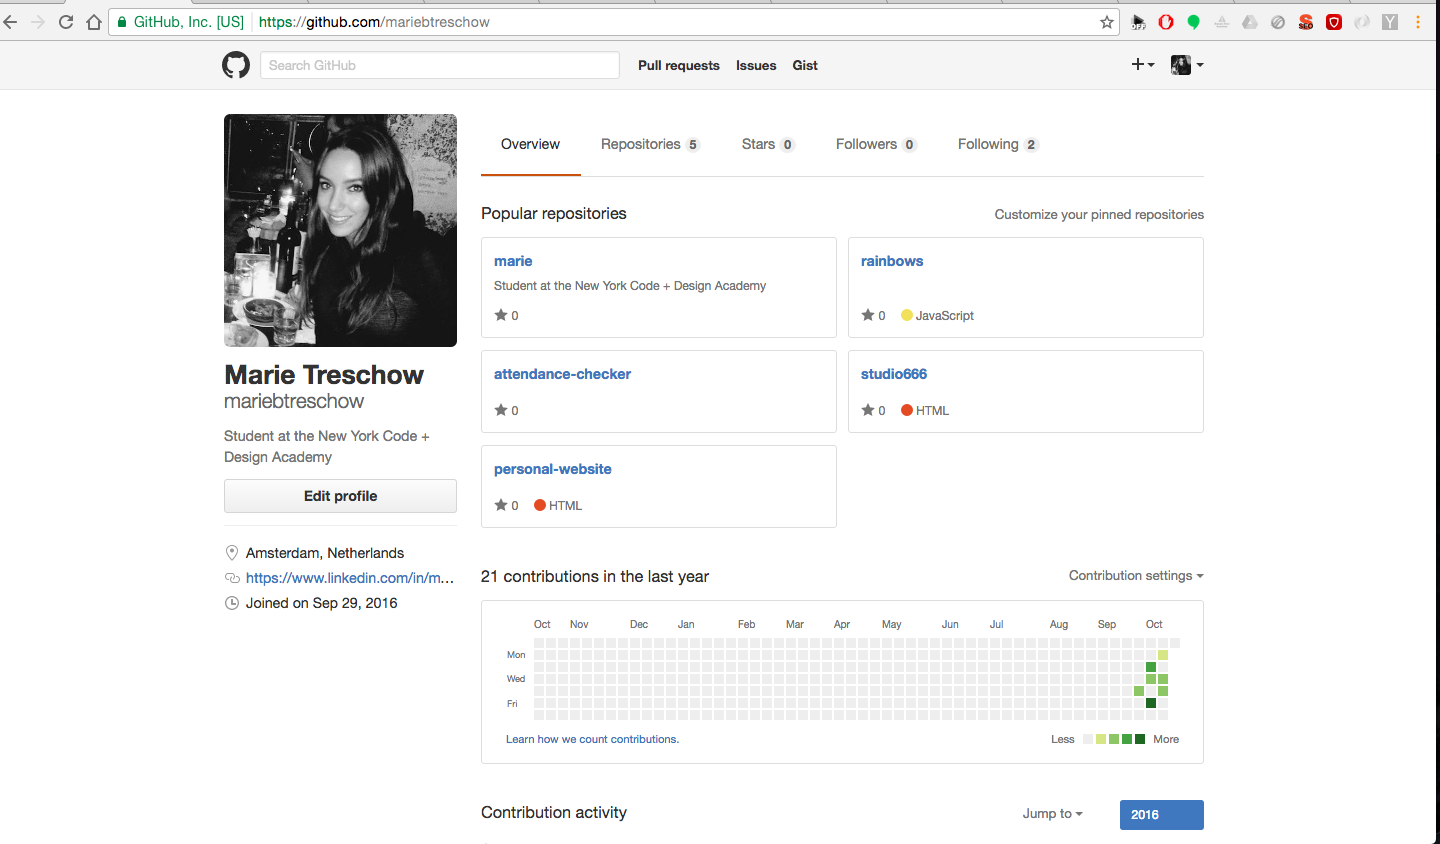 GitHub, Inc. [US] https://github.com/mariebtreschow
OFF
SEO
Y
Search GitHub
Pull requests Issues Gist
Overview Repositories 5 Stars 0 Followers 0 Following 2
Popular repositories Customize your pinned repositories
marie
Student at the New York Code + Design Academy
0
rainbows
0 JavaScript
attendance-checker
0
studio666
0 HTML
personal-website
0 HTML
Marie Treschow
mariebtreschow
Student at the New York Code +
Design Academy
Edit profile
Amsterdam, Netherlands
https://www.linkedin.com/in/m...
Joined on Sep 29, 2016
21 contributions in the last year Contribution settings
Oct Nov Dec Jan Feb Mar Apr May Jun Jul Aug Sep Oct
Mon
Wed
Fri
Learn how we count contributions. Less More
Contribution activity Jump to 2016